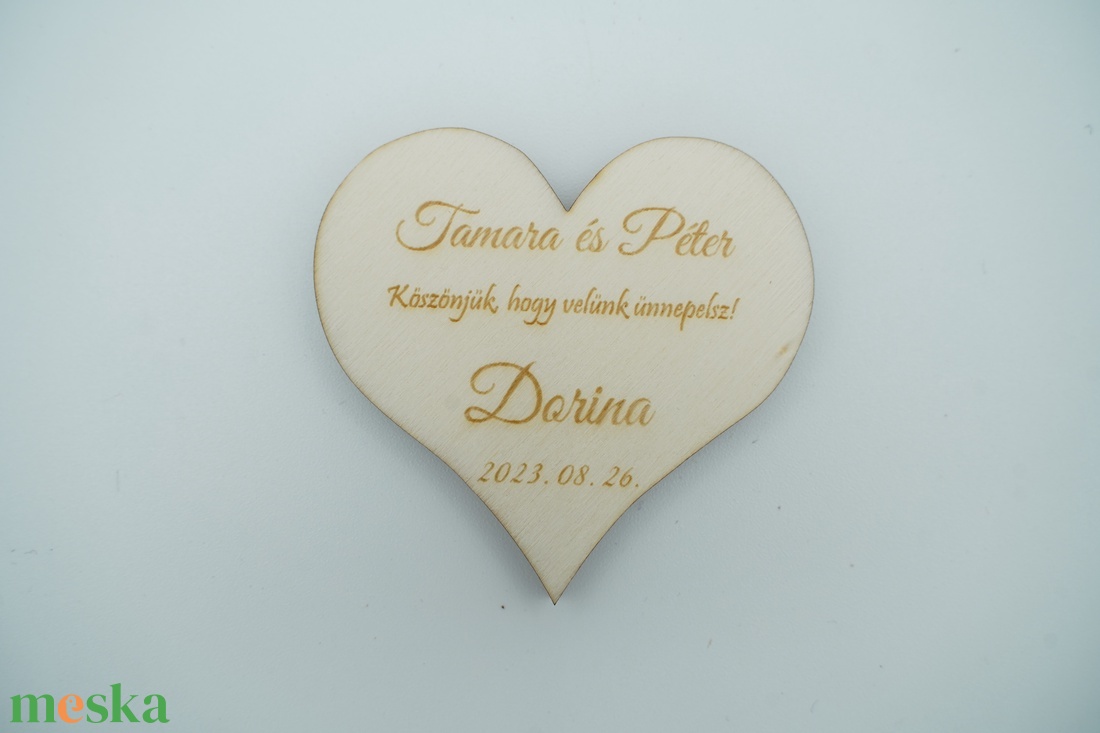 Tamara és Péter
Köszönjük, hogy velünk ünnepelsz!
Dorina
2023. 08. 26.
meska